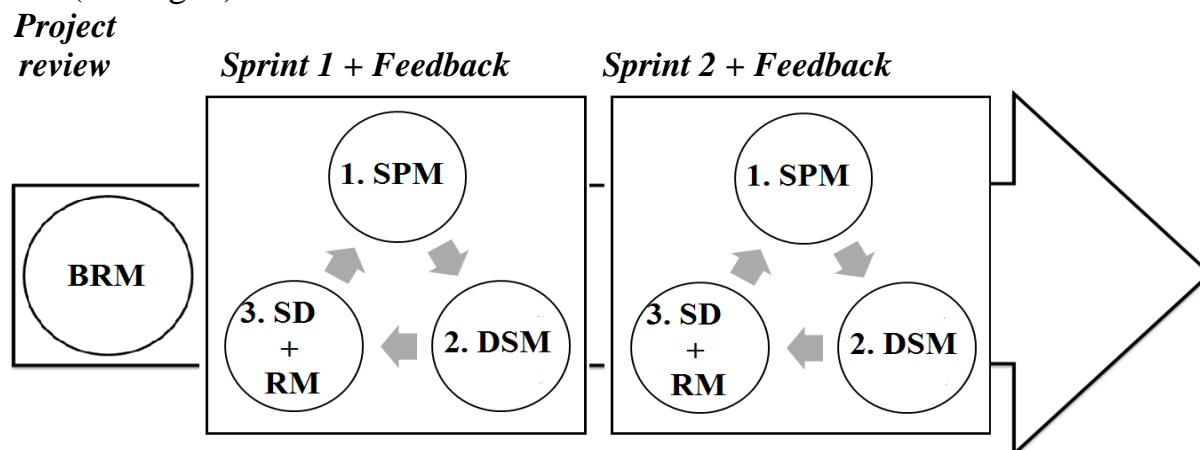 Project
review
Sprint 1 + Feedback
Sprint 2 + Feedback
BRM
1. SPM
2. DSM
3. SD
+
RM
1. SPM
2. DSM
3. SD
+
RM